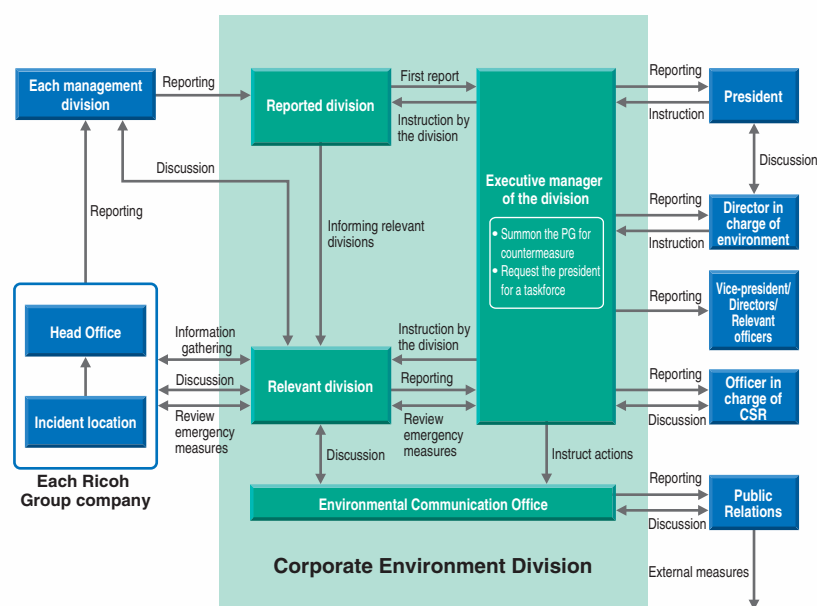 Each management
division
Reporting
Reported division
First report
Instruction by
the division
Reporting
President
Instruction
Discussion
Discussion
Reporting
Executive manager
of the division
• Summon the PG for
countermeasure
• Request the president
for a taskforce
Reporting
Director in
charge of
environment
Instruction
Informing relevant
divisions
Reporting
Vice-president/
Directors/
Relevant
officers
Head Office
Incident location
Each Ricoh
Group company
Information
gathering
Discussion
Review
emergency
measures
Relevant division
Instruction by
the division
Reporting
Review
emergency
measures
Reporting
Officer in
charge of
CSR
Discussion
Discussion
Instruct actions
Environmental Communication Office
Reporting
Public
Relations
Discussion
Corporate Environment Division
External measures